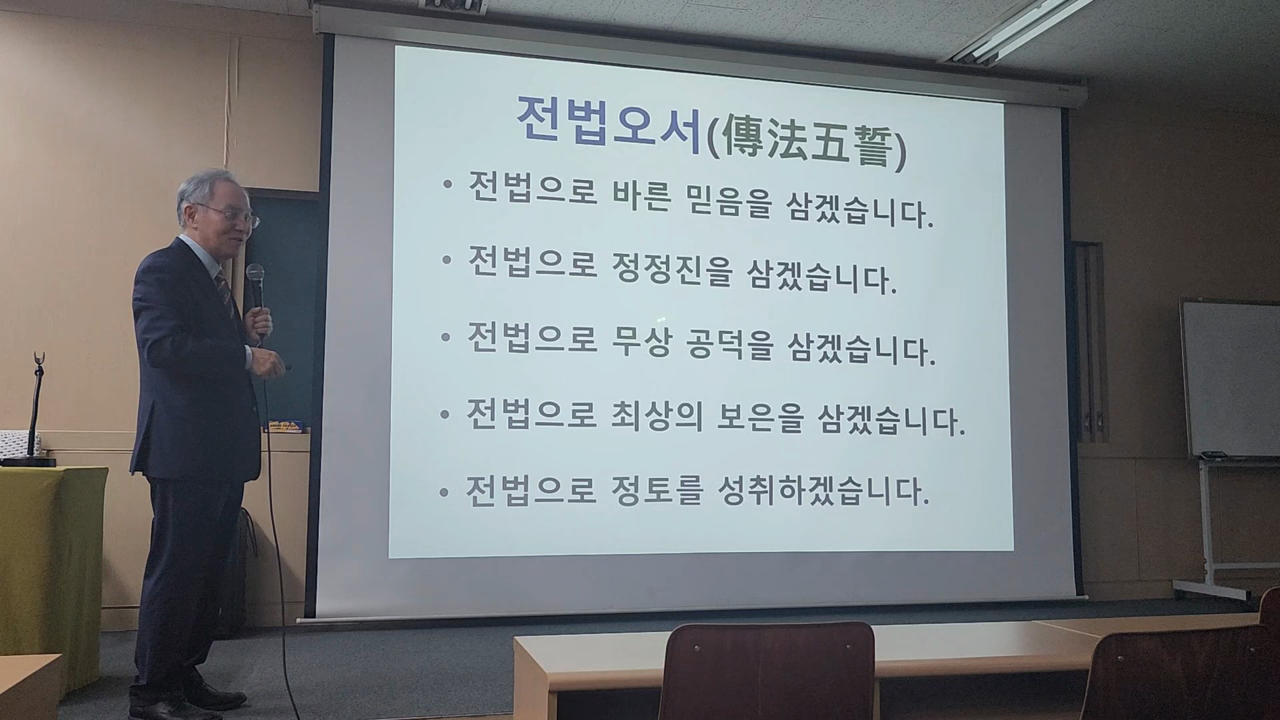 전법오서(傳法五誓)
• 전법으로 바른 믿음을 삼겠습니다.
• 전법으로 정정진을 삼겠습니다.
• 전법으로 무상 공덕을 삼겠습니다.
• 전법으로 최상의 보은을 삼겠습니다.
• 전법으로 정토를 성취하겠습니다.